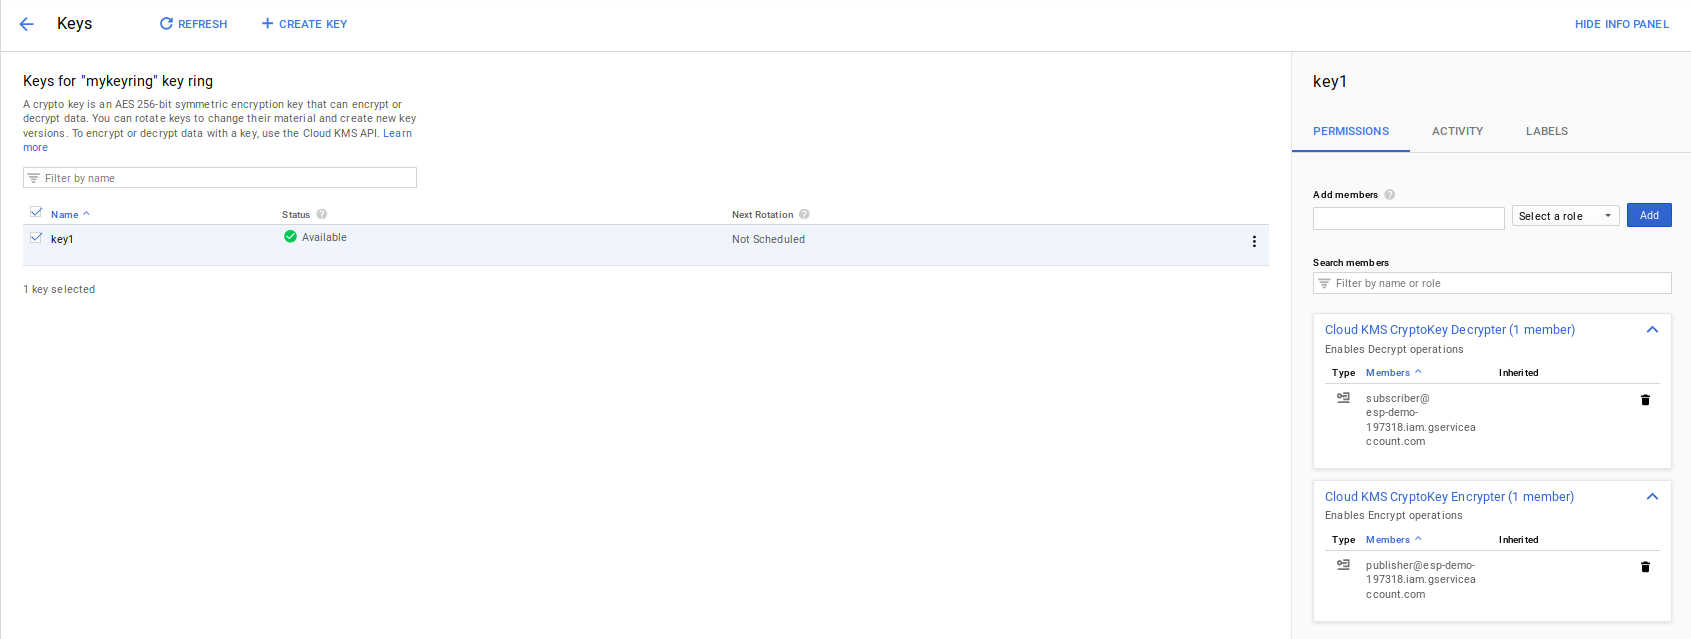 Keys
REFRESH
CREATE KEY
HIDE INFO PANEL
Keys for "mykeyring" key ring
A crypto key is an AES 256-bit symmetric encryption key that can encrypt or
decrypt data. You can rotate keys to change their material and create new key
versions. To encrypt or decrypt data with a key, use the Cloud KMS API. Learn
more
Filter by name
Name Status ? Next Rotation ?
key1 Available Not Scheduled
1 key selected
key1
PERMISSIONS ACTIVITY LABELS
Add members ?
Select a role Add
Search members
Filter by name or role
Cloud KMS CryptoKey Decrypter (1 member)
Enables Decrypt operations
Type Members Inherited
subscriber@
esp-demo-
197318.iam.gservicea
ccount.com
Cloud KMS CryptoKey Encrypter (1 member)
Enables Encrypt operations
Type Members Inherited
publisher@esp-demo-
197318.iam.gservicea
ccount.com